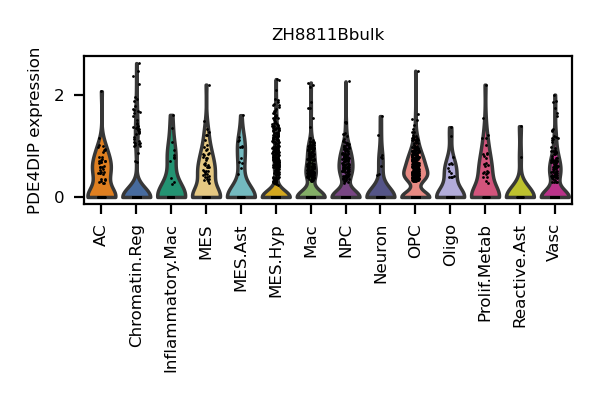 ZH8811Bbulk
PDE4DIP expression
2
0
AC
Chromatin.Reg
Inflammatory.Mac
MES
MES.Ast
MES.Hyp
Mac
NPC
Neuron
OPC
Oligo
Prolif.Metab
Reactive.Ast
Vasc